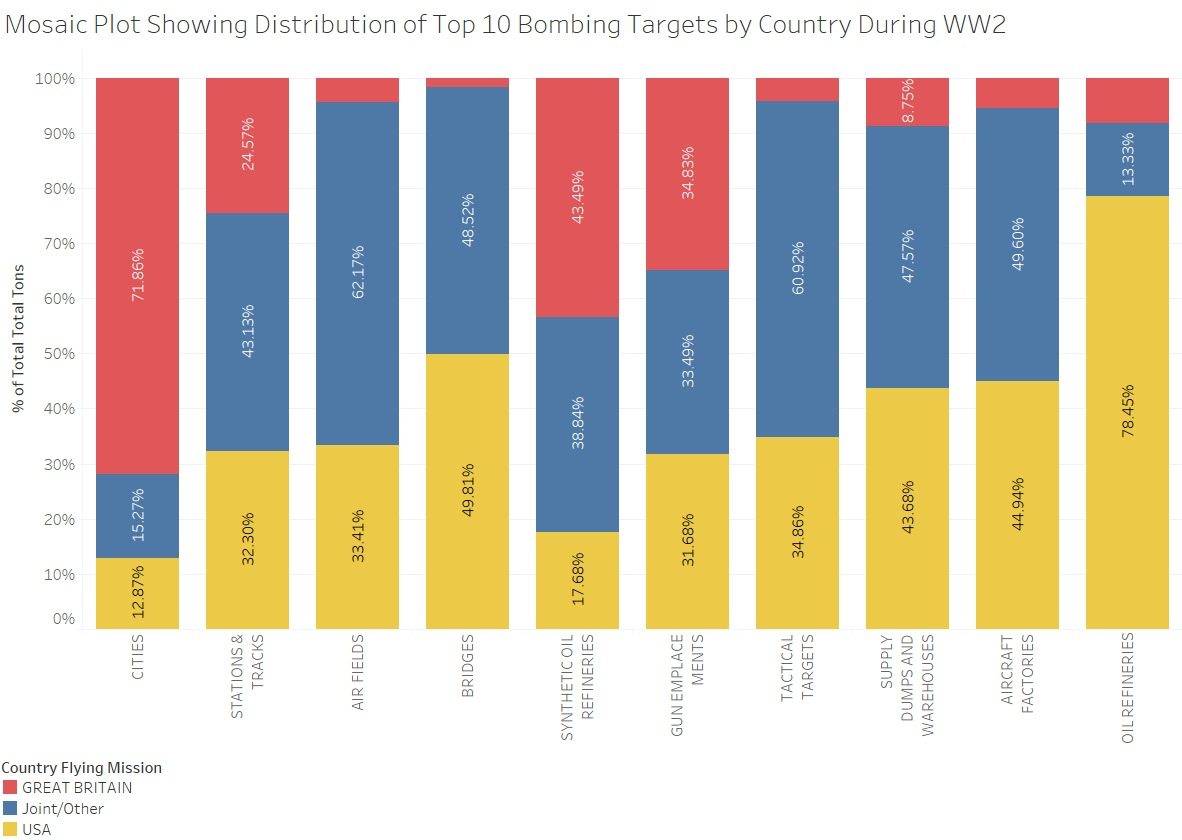 Mosaic Plot Showing Distribution of Top 10 Bombing Targets by Country During WW2
% of Total Total Tons
100%
90%
80%
70%
60%
50%
40%
30%
20%
10%
0%
71.86%
15.27%
12.87%
24.57%
43.13%
32.30%
62.17%
33.41%
48.52%
49.81%
43.49%
38.84%
17.68%
34.83%
33.49%
31.68%
60.92%
34.86%
8.75%
47.57%
43.68%
49.60%
44.94%
13.33%
78.45%
CITIES
STATIONS &
TRACKS
AIR FIELDS
BRIDGES
SYNTHETIC OIL
REFINERIES
GUN EMPLACE
MENTS
TACTICAL
TARGETS
SUPPLY
DUMPS AND
WAREHOUSES
AIRCRAFT
FACTORIES
OIL REFINERIES
Country Flying Mission
GREAT BRITAIN
Joint/Other
USA